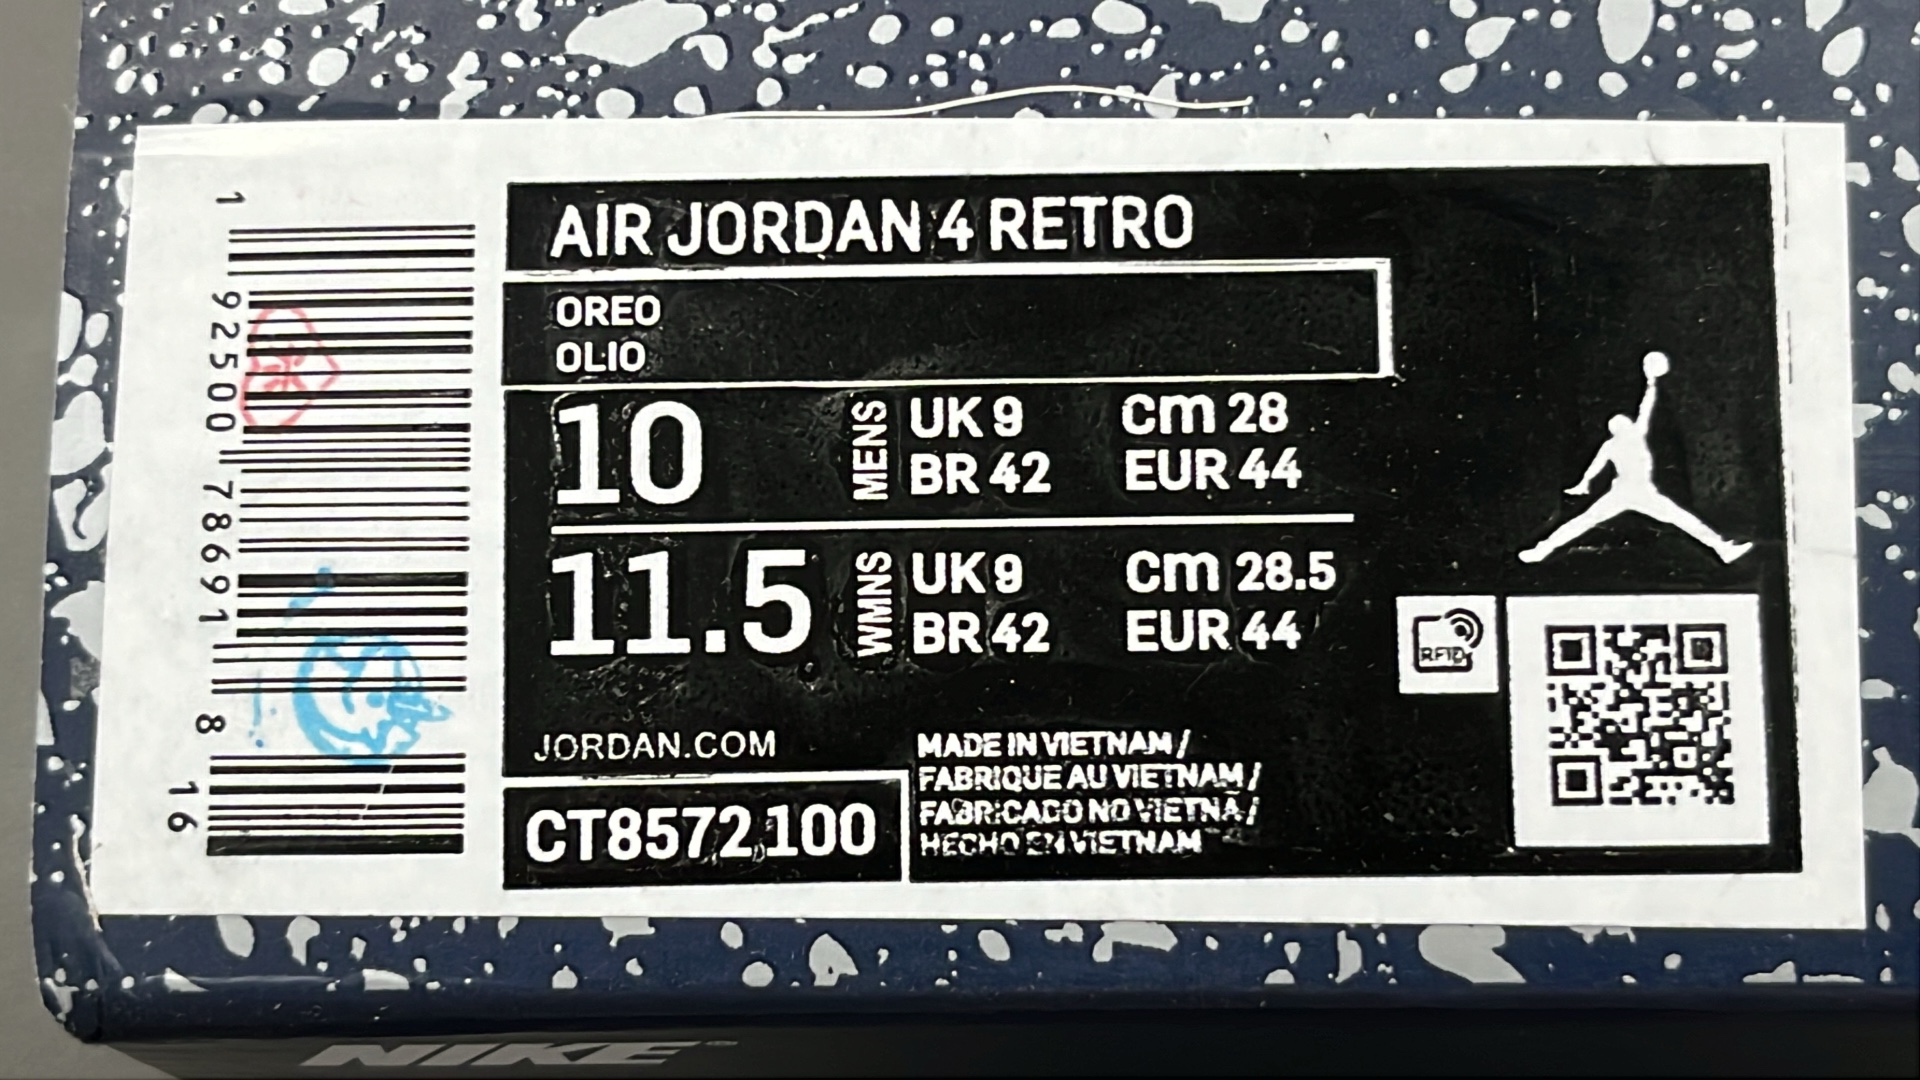 AIR JORDAN 4 RETRO
OREO
OLIO
10 MENS UK 9 cm 28
BR 42 EUR 44
11.5 WMNS UK 9 cm 28.5
BR 42 EUR 44
RFID
JORDAN.COM
CT8572 100
MADE IN VIETNAM /
FABRIQUE AU VIETNAM /
FABRICADO NO VIETNA /
HECHO EN VIETNAM
1 92500 78691 8
16
NIKE